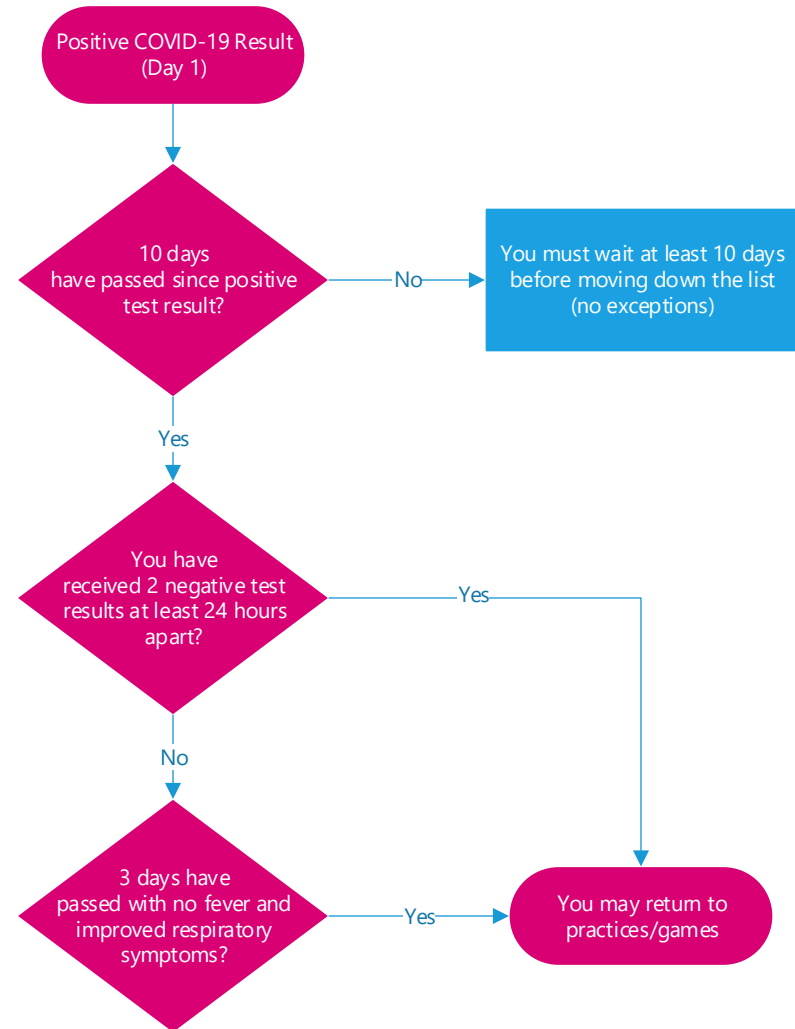 Positive COVID-19 Result
(Day 1)
10 days
have passed since positive
test result?
No
You must wait at least 10 days
before moving down the list
(no exceptions)
Yes
You have
received 2 negative test
results at least 24 hours
apart?
Yes
No
3 days have
passed with no fever and
improved respiratory
symptoms?
Yes
You may return to
practices/games